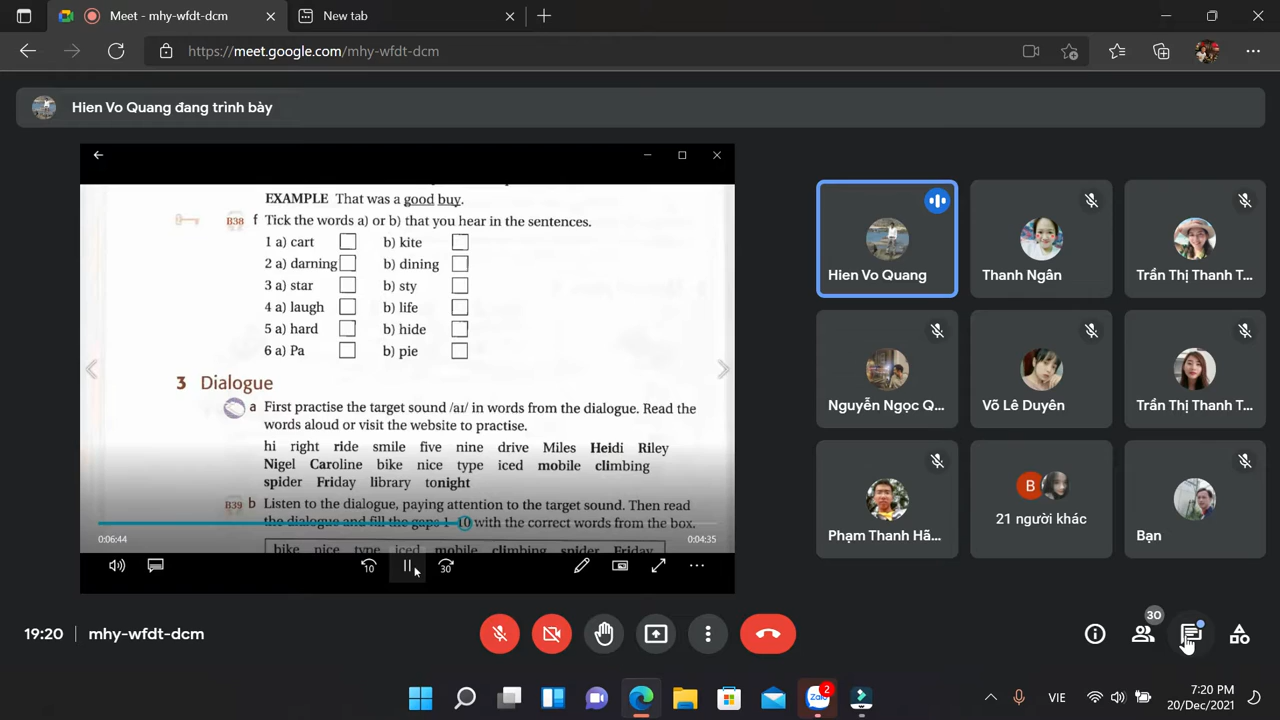 Meet - mhy-wfdt-dcm
New tab
https://meet.google.com/mhy-wfdt-dcm
Hien Vo Quang đang trình bày
EXAMPLE That was a good buy.
B38 f Tick the words a) or b) that you hear in the sentences.
1 a) cart b) kite
2 a) darning b) dining
3 a) star b) sty
4 a) laugh b) life
5 a) hard b) hide
6 a) Pa b) pie
3 Dialogue
a First practise the target sound /aɪ/ in words from the dialogue. Read the
words aloud or visit the website to practise.
hi right ride smile five nine drive Miles Heidi Riley
Nigel Caroline bike nice type iced mobile climbing
spider Friday library tonight
B39 b Listen to the dialogue, paying attention to the target sound. Then read
the dialogue and fill the gaps 1–10 with the correct words from the box.
bike nice type iced mobile climbing spider Friday
0:06:44
0:04:35
10
30
Hien Vo Quang
Thanh Ngân
Trần Thị Thanh T...
Nguyễn Ngọc Q...
Võ Lê Duyên
Trần Thị Thanh T...
Phạm Thanh Hã...
B
21 người khác
Bạn
19:20
mhy-wfdt-dcm
30
Zalo
2
VIE
7:20 PM
20/Dec/2021